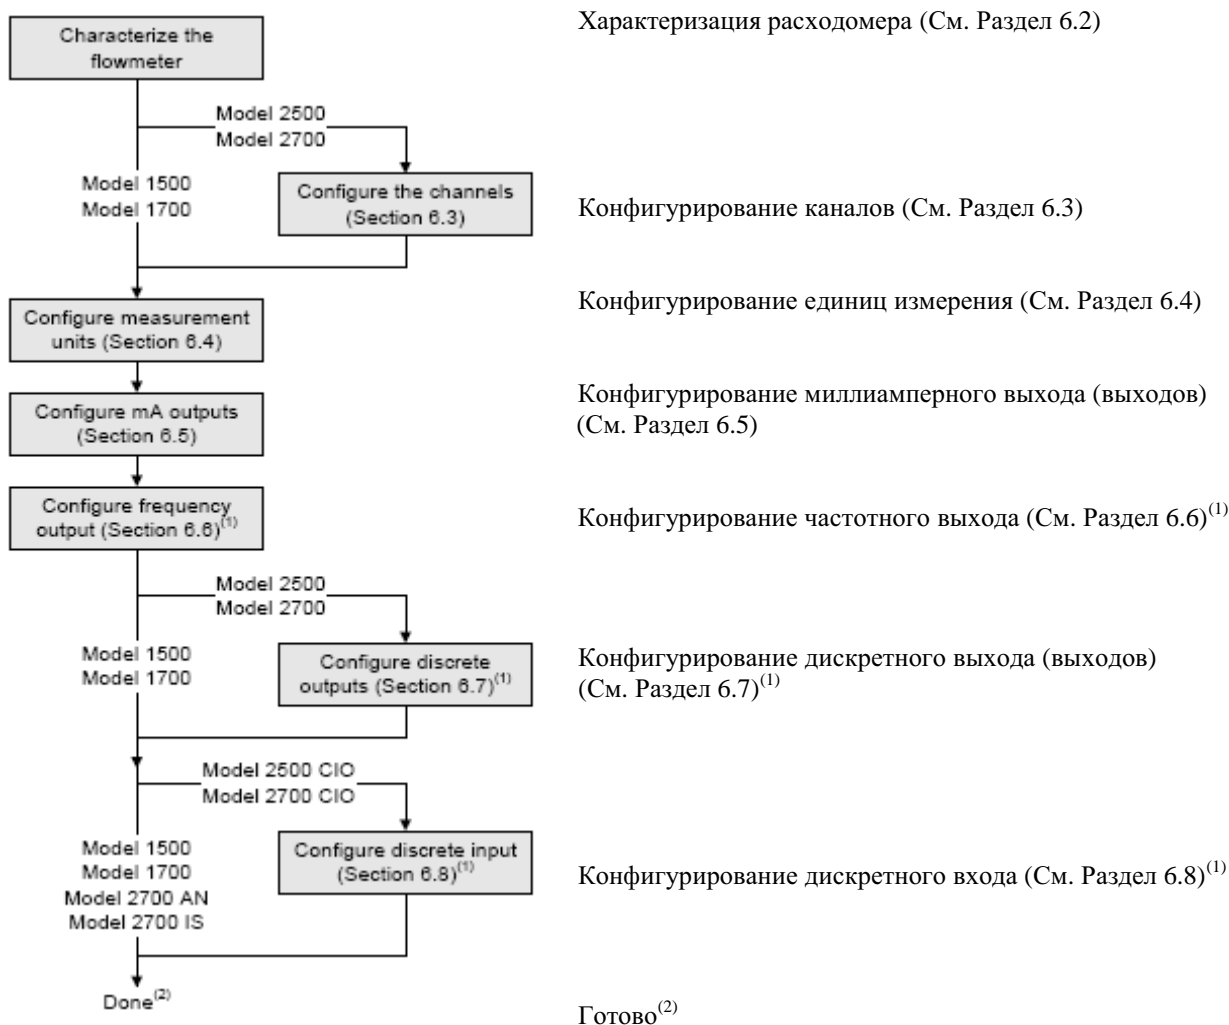 Characterize the
flowmeter
Характеризация расходомера (См. Раздел 6.2)
Model 2500
Model 2700
Model 1500
Model 1700
Configure the channels
(Section 6.3)
Конфигурирование каналов (См. Раздел 6.3)
Configure measurement
units (Section 6.4)
Конфигурирование единиц измерения (См. Раздел 6.4)
Configure mA outputs
(Section 6.5)
Конфигурирование миллиамперного выхода (выходов)
(См. Раздел 6.5)
Configure frequency
output (Section 6.6)(1)
Конфигурирование частотного выхода (См. Раздел 6.6)(1)
Model 2500
Model 2700
Model 1500
Model 1700
Configure discrete
outputs (Section 6.7)(1)
Конфигурирование дискретного выхода (выходов)
(См. Раздел 6.7)(1)
Model 2500 CIO
Model 2700 CIO
Model 1500
Model 1700
Model 2700 AN
Model 2700 IS
Configure discrete input
(Section 6.8)(1)
Конфигурирование дискретного входа (См. Раздел 6.8)(1)
Done(2)
Готово(2)